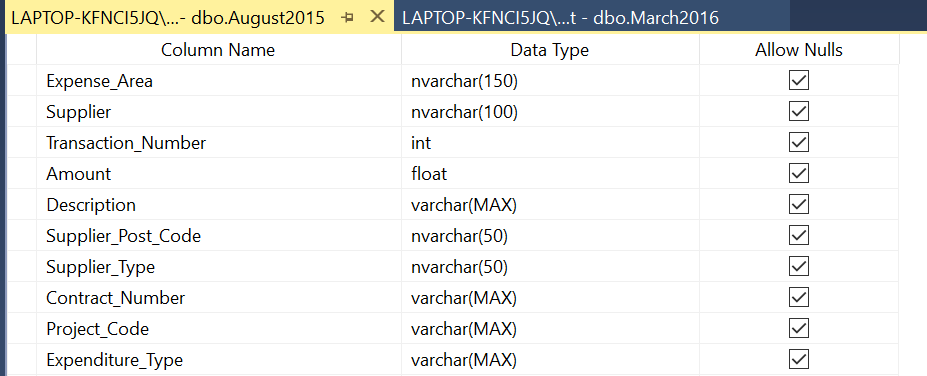 LAPTOP-KFNCI5JQ\...- dbo.August2015 LAPTOP-KFNCI5JQ\...t - dbo.March2016
Column Name Data Type Allow Nulls
Expense_Area nvarchar(150)
Supplier nvarchar(100)
Transaction_Number int
Amount float
Description varchar(MAX)
Supplier_Post_Code nvarchar(50)
Supplier_Type nvarchar(50)
Contract_Number varchar(MAX)
Project_Code varchar(MAX)
Expenditure_Type varchar(MAX)